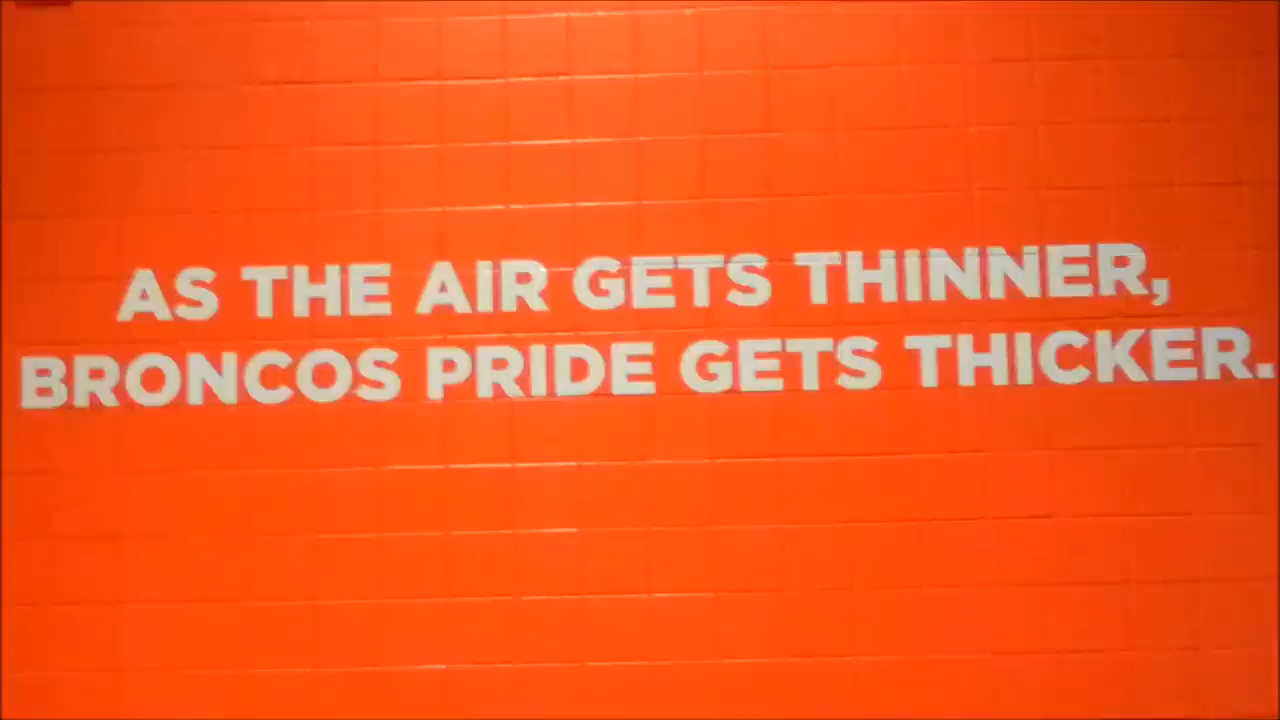 AS THE AIR GETS THINNER,
BRONCOS PRIDE GETS THICKER.